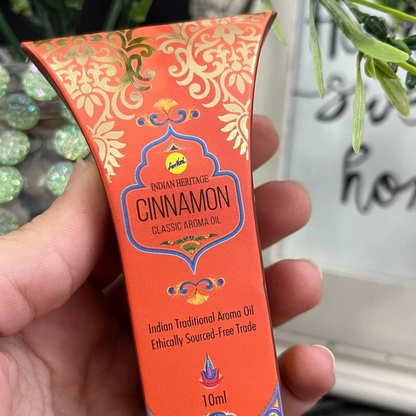 INDIAN HERITAGE
CINNAMON
CLASSIC AROMA OIL
Indian Traditional Aroma Oil
Ethically Sourced-Free Trade
10ml